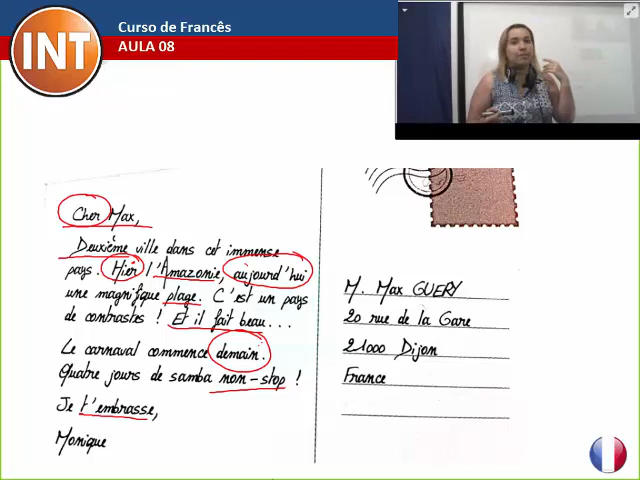 INT
Curso de Francês
AULA 08
Cher Max,
Deuxième ville dans cet immense
pays. Hier l'Amazonie, aujourd'hui
une magnifique plage. C'est un pays
de contrastes ! Et il fait beau...
Le carnaval commence demain.
Quatre jours de samba non-stop !
Je t'embrasse,
Monique
M. Max GUERY
20 rue de la Gare
21000 Dijon
France